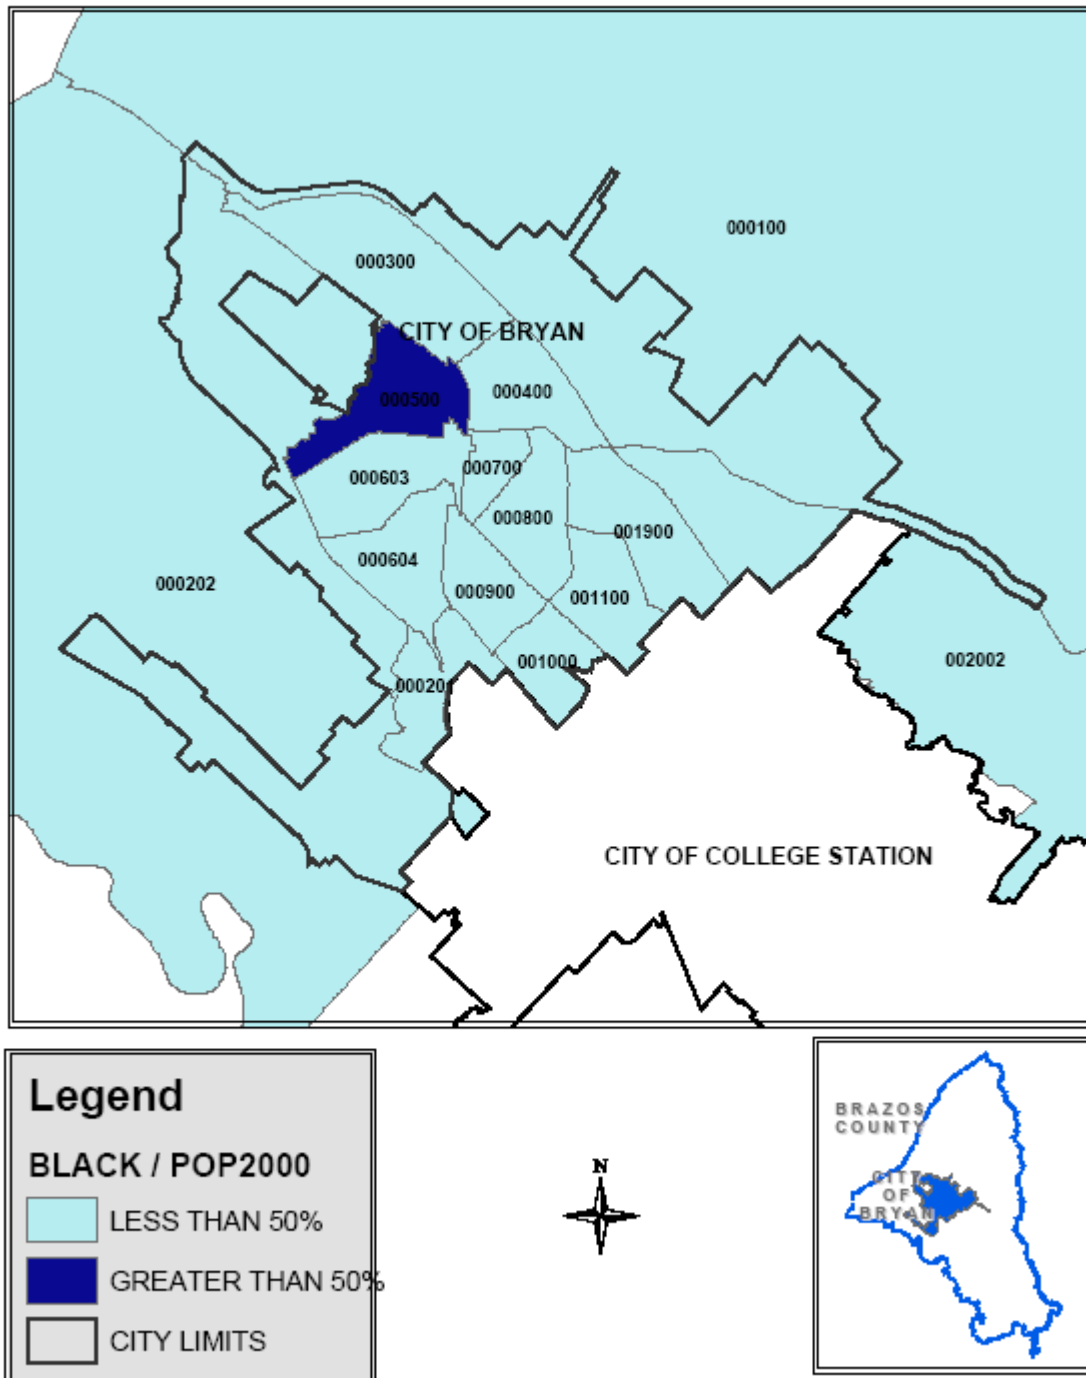 000100
000300
CITY OF BRYAN
000400
000500
000700
000603
000800
001900
000604
000202
000900
001100
001000
002002
00020
CITY OF COLLEGE STATION
Legend
BLACK / POP2000
LESS THAN 50%
GREATER THAN 50%
CITY LIMITS
N
BRAZOS
COUNTY
CITY
OF
BRYAN